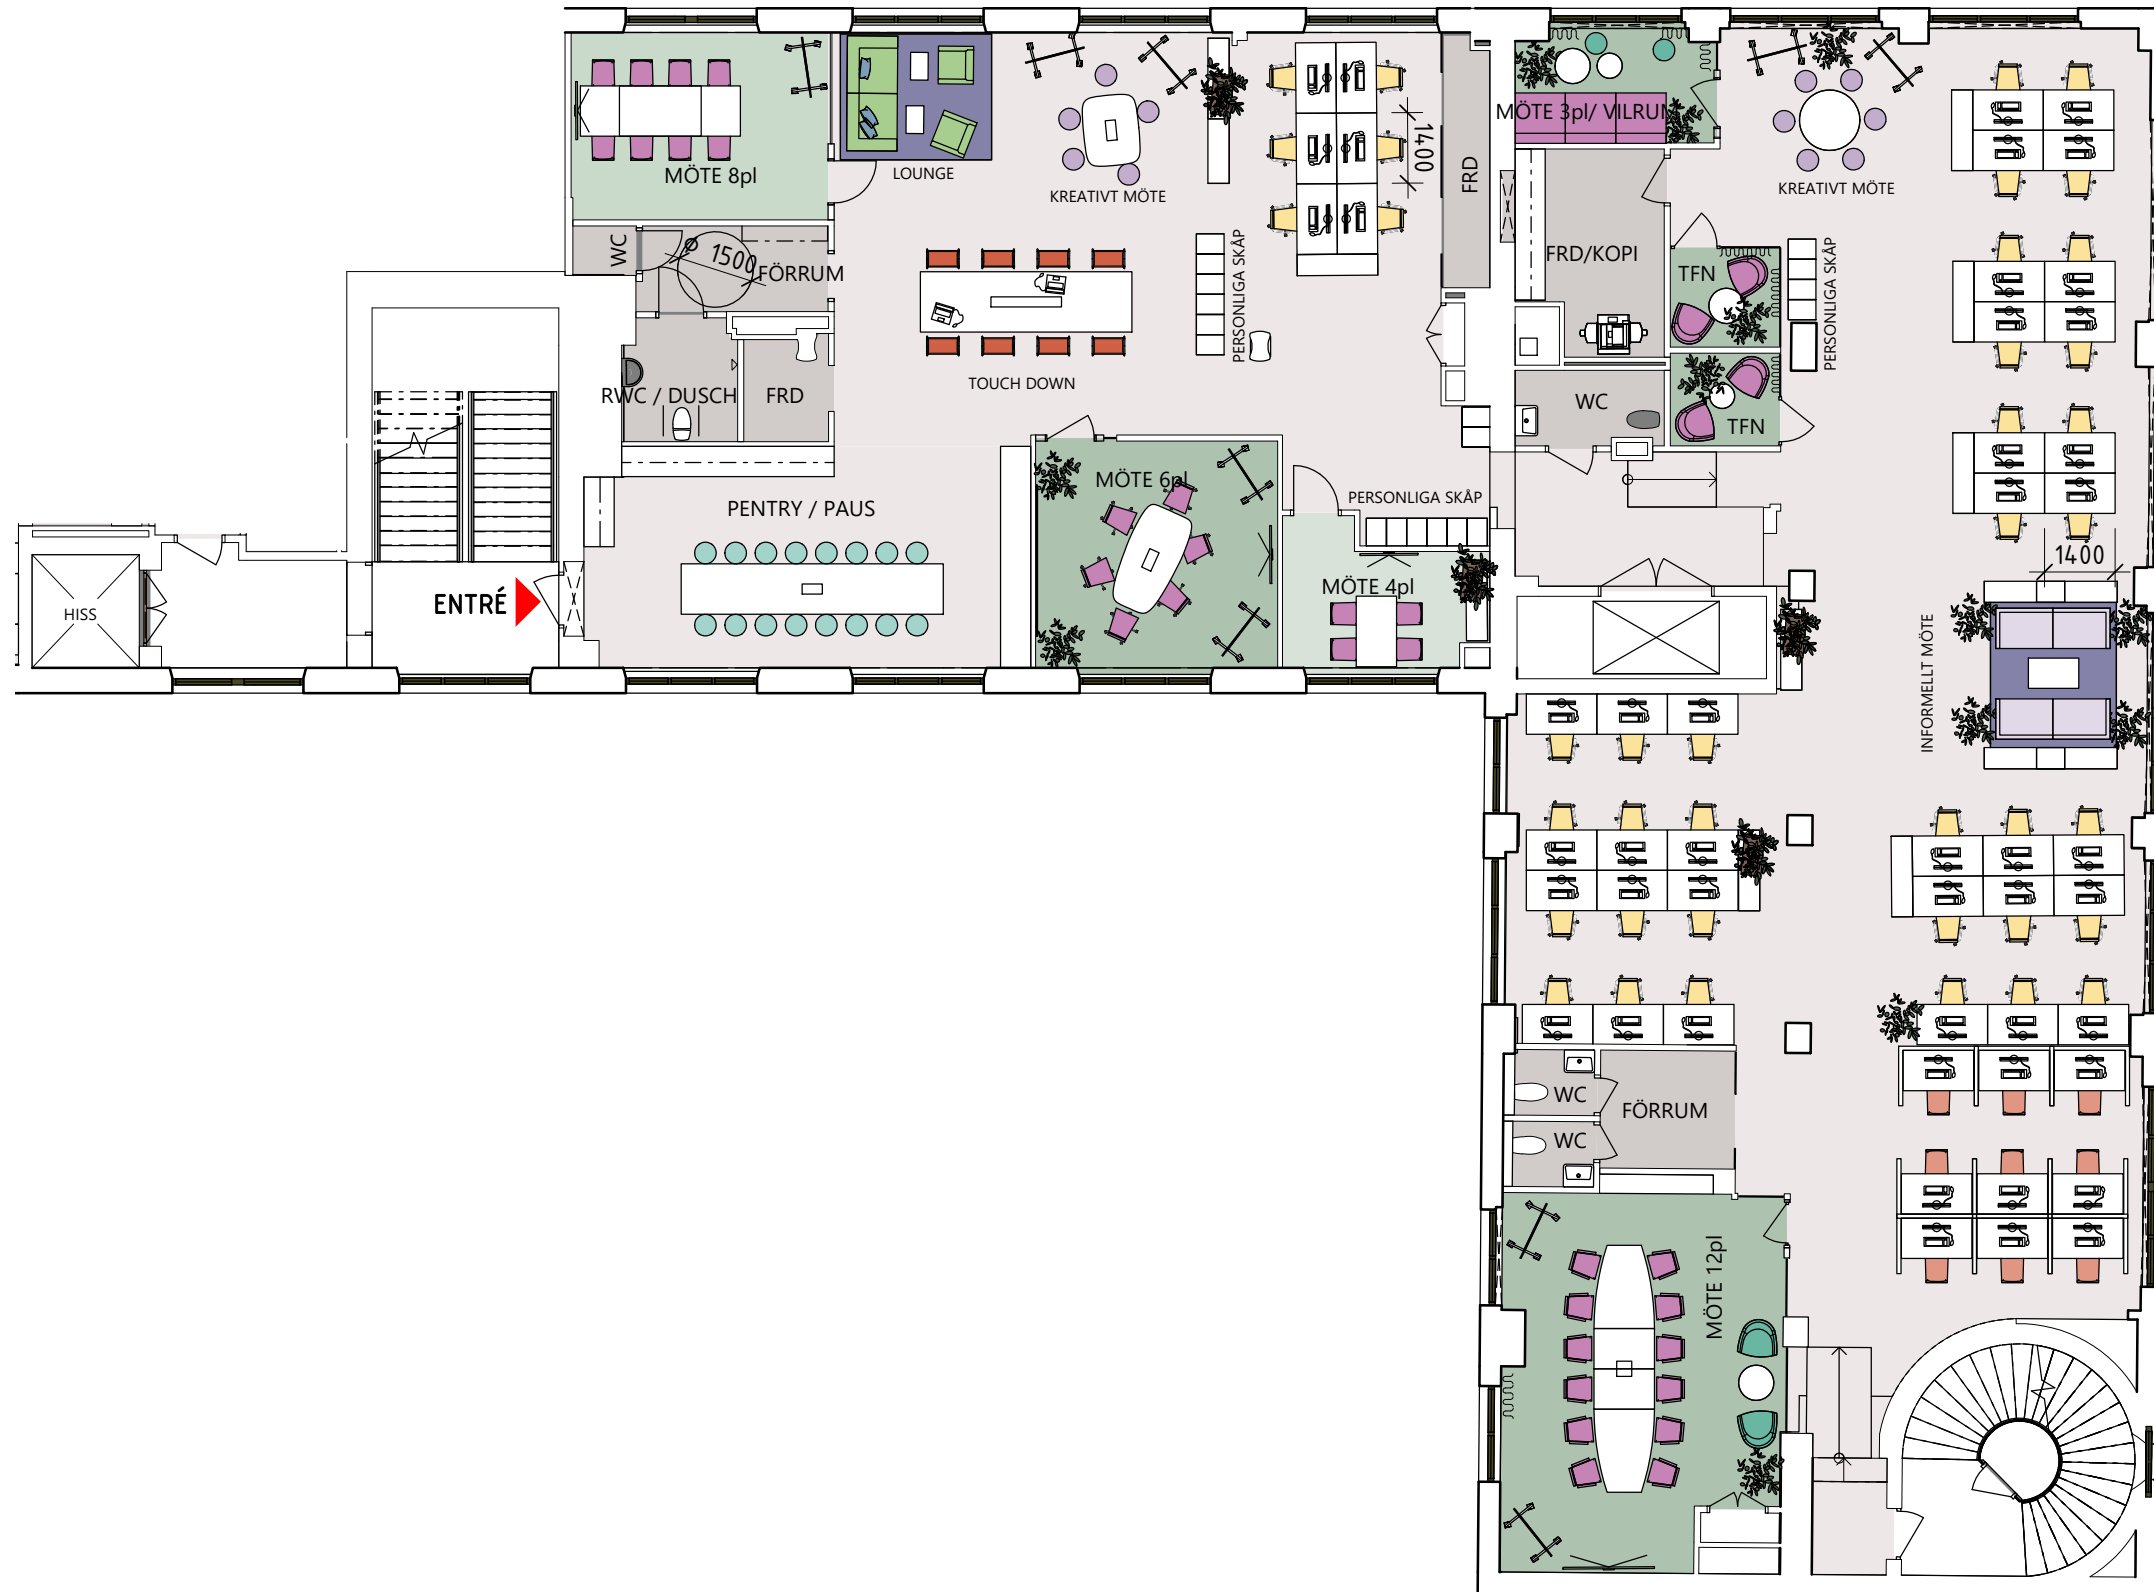 MÖTE 8pl
LOUNGE
KREATIVT MÖTE
1400
FRD
MÖTE 3pl/ VILRUM
KREATIVT MÖTE
WC
1500
FÖRRUM
PERSONLIGA SKÅP
FRD/KOPI
TFN
PERSONLIGA SKÅP
TOUCH DOWN
RWC / DUSCH
FRD
WC
TFN
MÖTE 6pl
PERSONLIGA SKÅP
PENTRY / PAUS
1400
MÖTE 4pl
ENTRÉ
HISS
INFORMELLT MÖTE
WC
FÖRRUM
WC
MÖTE 12pl